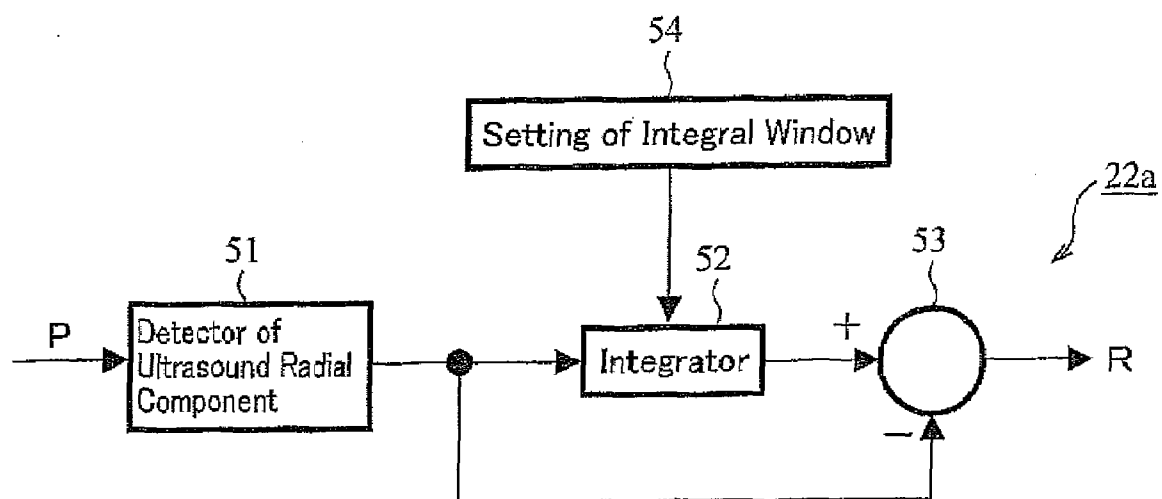 54
Setting of Integral Window
22a
51
52
53
P
Detector of
Ultrasound Radial
Component
Integrator
+
R
−